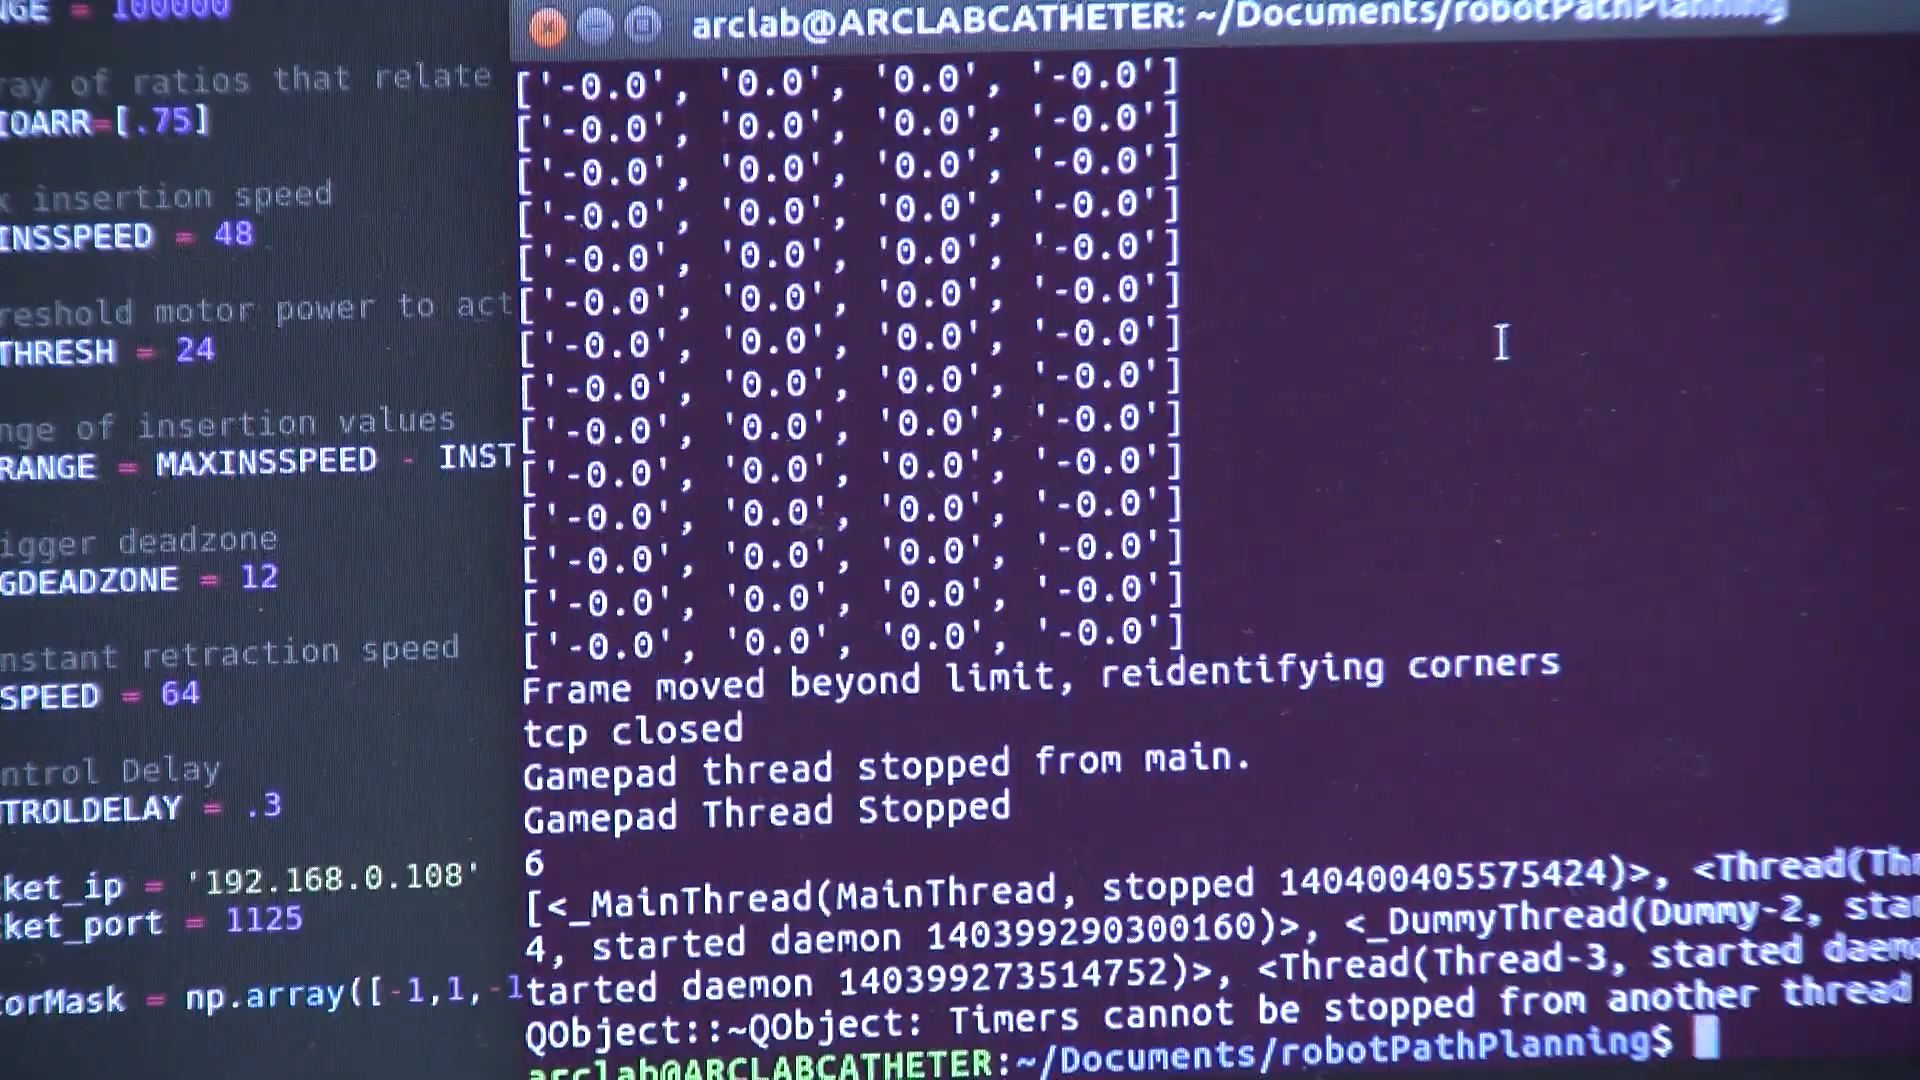 NGE = 100000
ray of ratios that relate
IOARR=[.75]
x insertion speed
INSSPEED = 48
reshold motor power to act
THRESH = 24
nge of insertion values
RANGE = MAXINSSPEED - INST
igger deadzone
GDEADZONE = 12
nstant retraction speed
SPEED = 64
ntrol Delay
TROLDELAY = .3
ket_ip = '192.168.0.108'
ket_port = 1125
torMask = np.array([-1,1,-1
arclab@ARCLABCATHETER: ~/Documents/robotPathPlanning
['-0.0', '0.0', '0.0', '-0.0']
['-0.0', '0.0', '0.0', '-0.0']
['-0.0', '0.0', '0.0', '-0.0']
['-0.0', '0.0', '0.0', '-0.0']
['-0.0', '0.0', '0.0', '-0.0']
['-0.0', '0.0', '0.0', '-0.0']
['-0.0', '0.0', '0.0', '-0.0']
['-0.0', '0.0', '0.0', '-0.0']
['-0.0', '0.0', '0.0', '-0.0']
['-0.0', '0.0', '0.0', '-0.0']
['-0.0', '0.0', '0.0', '-0.0']
['-0.0', '0.0', '0.0', '-0.0']
['-0.0', '0.0', '0.0', '-0.0']
['-0.0', '0.0', '0.0', '-0.0']
Frame moved beyond limit, reidentifying corners
tcp closed
Gamepad thread stopped from main.
Gamepad Thread Stopped
6
[<_MainThread(MainThread, stopped 140400405575424)>, <Thread(Thr
4, started daemon 140399290300160)>, <_DummyThread(Dummy-2, star
tarted daemon 140399273514752)>, <Thread(Thread-3, started daemo
QObject::~QObject: Timers cannot be stopped from another thread
arclab@ARCLABCATHETER:~/Documents/robotPathPlanning$